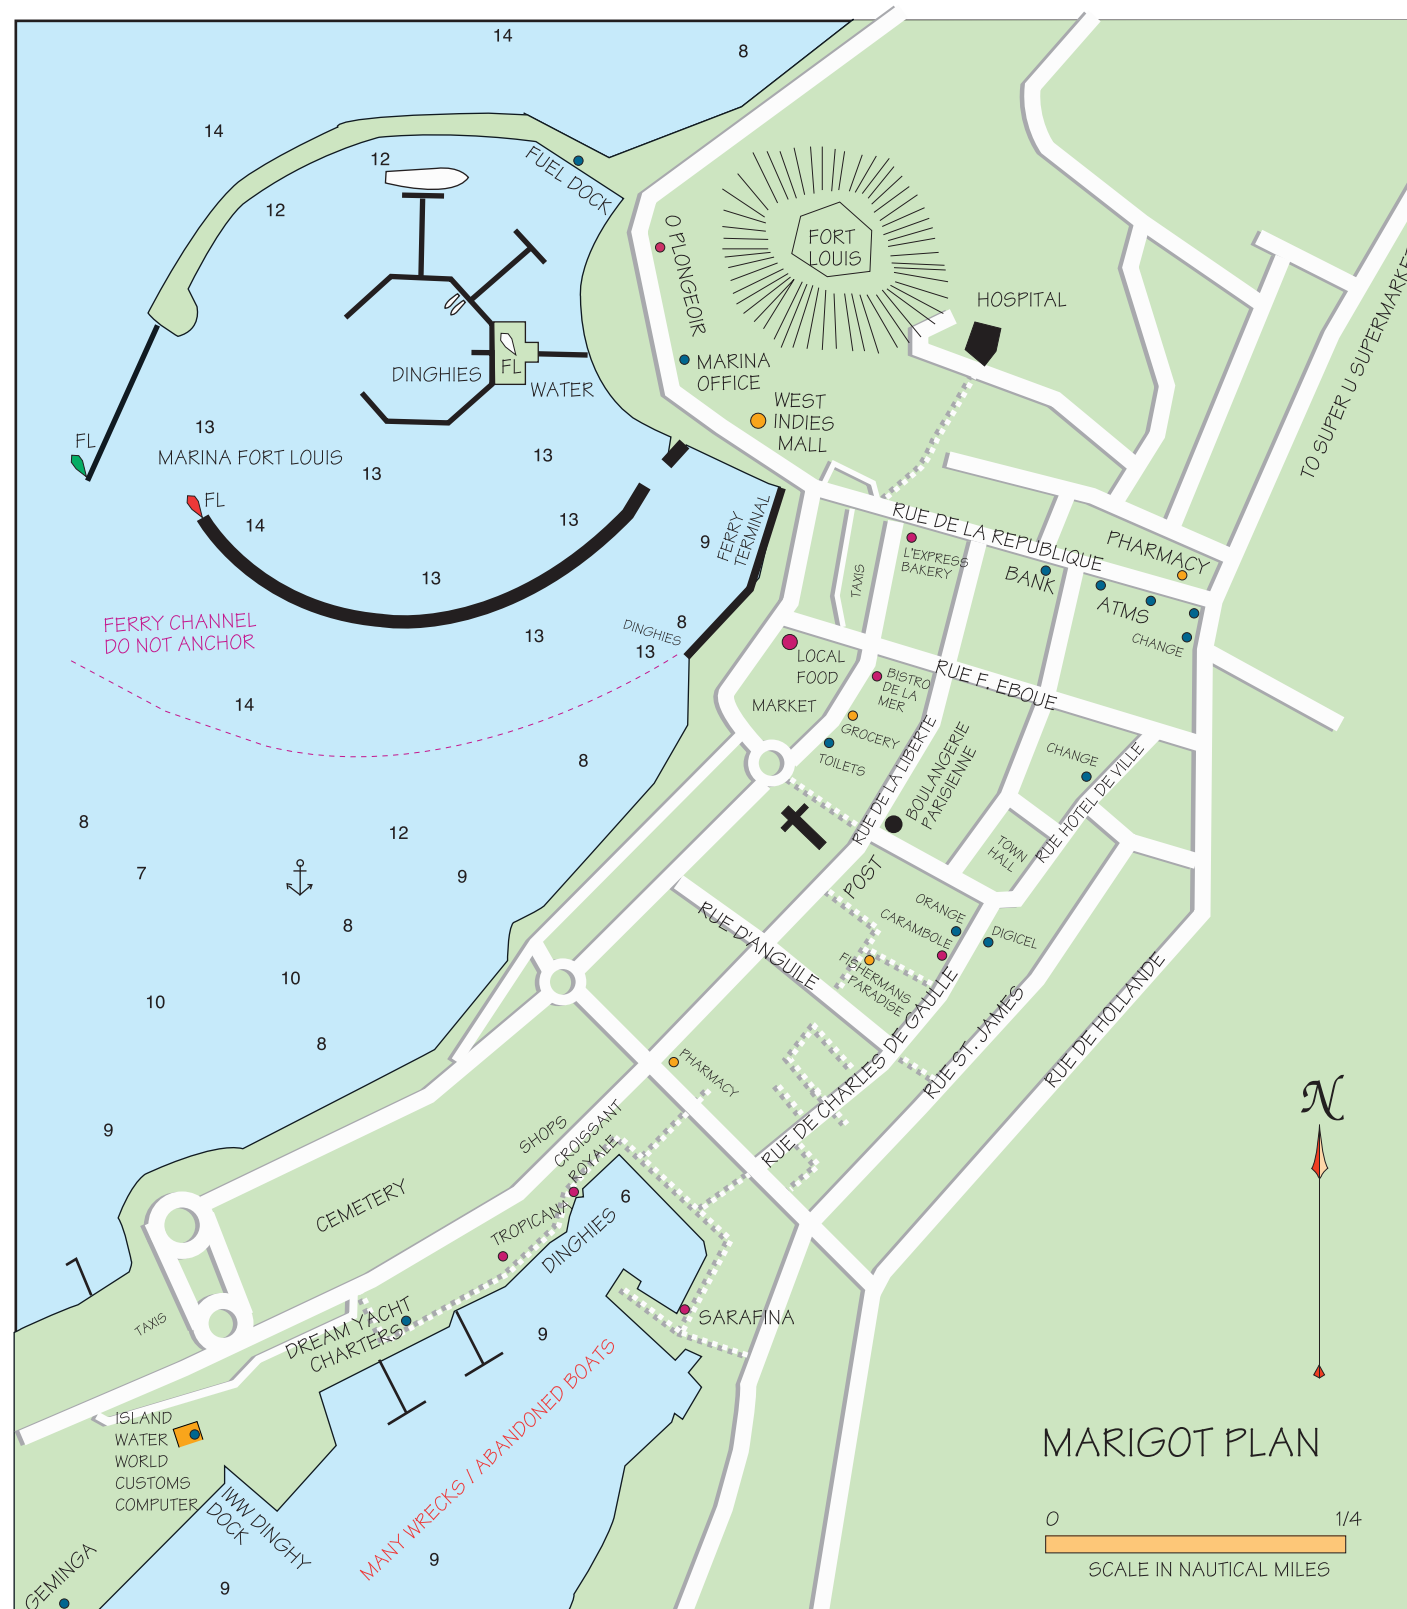 14
8
14
12
FUEL DOCK
12
O PLONGEOIR
FORT
LOUIS
HOSPITAL
TO SUPER U SUPERMARKET
DINGHIES
FL
WATER
MARINA
OFFICE
WEST
INDIES
MALL
FL
13
MARINA FORT LOUIS
13
13
FL
14
13
13
9
FERRY
TERMINAL
RUE DE LA REPUBLIQUE
L'EXPRESS
BAKERY
TAXIS
BANK
PHARMACY
ATMS
CHANGE
FERRY CHANNEL
DO NOT ANCHOR
13
DINGHIES
8
13
LOCAL
FOOD
MARKET
RUE F. EBOUE
BISTRO
DE LA
MER
GROCERY
TOILETS
14
8
RUE DE LA LIBERTE
BOULANGERIE
PARISIENNE
CHANGE
RUE HOTEL DE VILLE
TOWN
HALL
8
12
7
9
POST
ORANGE
CARAMBOLE
DIGICEL
8
RUE D'ANGUILE
FISHERMANS
PARADISE
10
10
8
RUE DE CHARLES DE GAULLE
RUE ST. JAMES
RUE DE HOLLANDE
PHARMACY
9
SHOPS
CROISSANT
ROYALE
N
CEMETERY
TROPICANA
6
DINGHIES
TAXIS
DREAM YACHT
CHARTERS
9
SARAFINA
MANY WRECKS / ABANDONED BOATS
ISLAND
WATER
WORLD
CUSTOMS
COMPUTER
IWW DINGHY
DOCK
MARIGOT PLAN
0
1/4
SCALE IN NAUTICAL MILES
GEMINGA
9
9